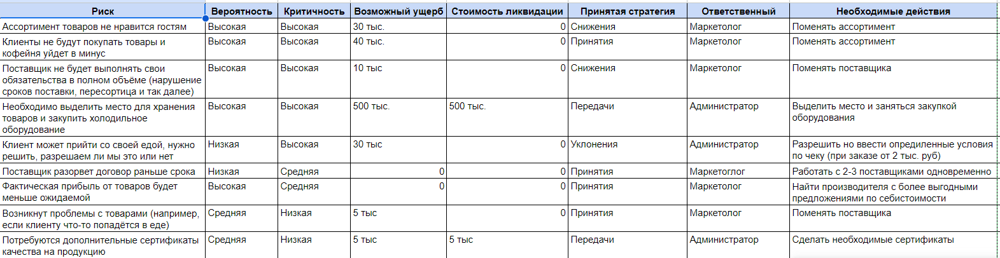 Риск Вероятность Критичность Возможный ущерб Стоимость ликвидации Принятая стратегия Ответственный Необходимые действия
Ассортимент товаров не нравится гостям Высокая Высокая 30 тыс. 0 Снижения Маркетолог Поменять ассортимент
Клиенты не будут покупать товары и Высокая Высокая 40 тыс. 0 Принятия Маркетолог Поменять ассортимент
кофейня уйдет в минус
Поставщик не будет выполнять свои Высокая Высокая 10 тыс 0 Снижения Маркетолог Поменять поставщика
обязательства в полном объёме (нарушение
сроков поставки, пересортица и так далее)
Необходимо выделить место для хранения Высокая Высокая 500 тыс. 500 тыс. Передачи Администратор Выделить место и заняться закупкой
товаров и закупить холодильное оборудования
оборудование
Клиент может прийти со своей едой, нужно Низкая Высокая 30 тыс 0 Уклонения Администратор Разрешить но ввести опредиленные условия
решить, разрешаем ли мы это или нет по чеку (при заказе от 2 тыс. руб)
Поставщик разорвет договор раньше срока Низкая Средняя 0 0 Принятия Маркетоглог Работать с 2-3 поставщиками одновременно
Фактическая прибыль от товаров будет Высокая Средняя 0 0 Принятия Маркетолог Найти производителя с более выгодными
меньше ожидаемой предложениями по себистоимости
Возникнут проблемы с товарами (например, Средняя Низкая 5 тыс 0 Принятия Маркетолог Поменять поставщика
если клиенту что-то попадётся в еде)
Потребуются дополнительные сертификаты Средняя Низкая 5 тыс 5 тыс Передачи Администратор Сделать необходимые сертификаты
качества на продукцию